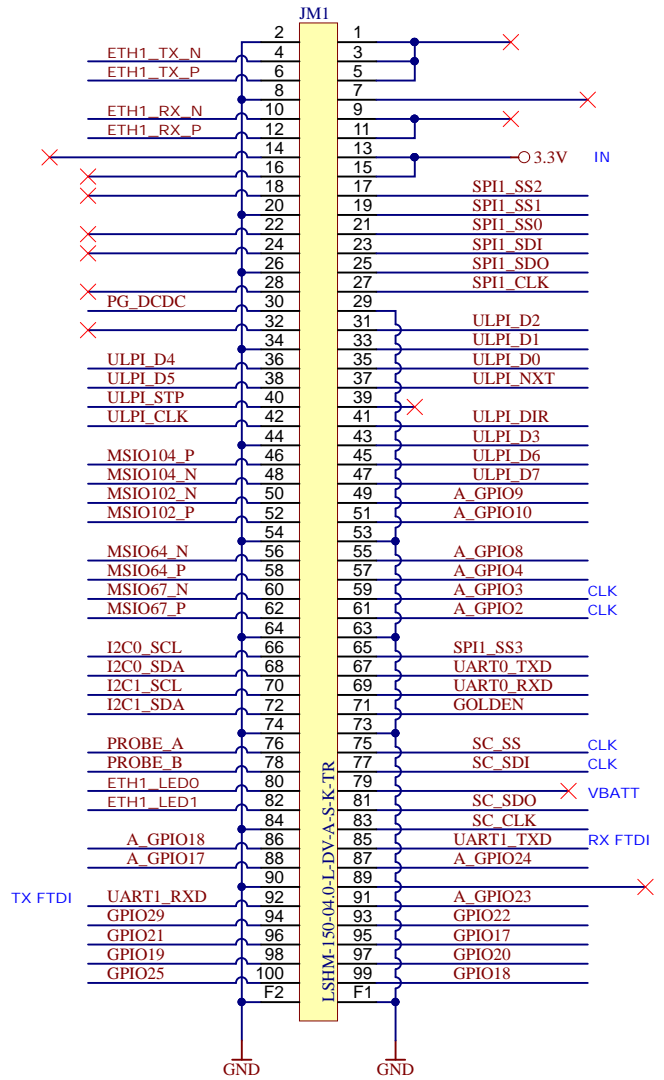 JM1
2 1
ETH1_TX_N 4 3
ETH1_TX_P 6 5
8 7
ETH1_RX_N 10 9
ETH1_RX_P 12 11
14 13 3.3V IN
16 15
18 17 SPI1_SS2
20 19 SPI1_SS1
22 21 SPI1_SS0
24 23 SPI1_SDI
26 25 SPI1_SDO
28 27 SPI1_CLK
PG_DCDC 30 29
32 31 ULPI_D2
34 33 ULPI_D1
ULPI_D4 36 35 ULPI_D0
ULPI_D5 38 37 ULPI_NXT
ULPI_STP 40 39
ULPI_CLK 42 41 ULPI_DIR
44 43 ULPI_D3
MSIO104_P 46 45 ULPI_D6
MSIO104_N 48 47 ULPI_D7
MSIO102_N 50 49 A_GPIO9
MSIO102_P 52 51 A_GPIO10
54 53
MSIO64_N 56 55 A_GPIO8
MSIO64_P 58 57 A_GPIO4
MSIO67_N 60 59 A_GPIO3 CLK
MSIO67_P 62 61 A_GPIO2 CLK
64 63
I2C0_SCL 66 65 SPI1_SS3
I2C0_SDA 68 67 UART0_TXD
I2C1_SCL 70 69 UART0_RXD
I2C1_SDA 72 71 GOLDEN
74 73
PROBE_A 76 75 SC_SS CLK
PROBE_B 78 77 SC_SDI CLK
ETH1_LED0 80 79 VBATT
ETH1_LED1 82 81 SC_SDO
84 83 SC_CLK
A_GPIO18 86 85 UART1_TXD RX FTDI
A_GPIO17 88 87 A_GPIO24
90 89
TX FTDI UART1_RXD 92 91 A_GPIO23
GPIO29 94 93 GPIO22
GPIO21 96 95 GPIO17
GPIO19 98 97 GPIO20
GPIO25 100 99 GPIO18
F2 F1
LSHM-150-04.0-L-DV-A-S-K-TR
GND GND